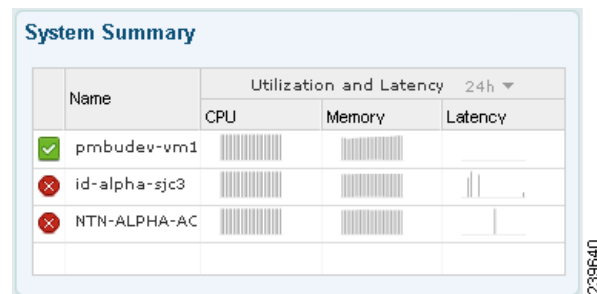 System Summary
Name
Utilization and Latency 24h
CPU Memory Latency
pmbudev-vm1
id-alpha-sjc3
NTN-ALPHA-AC
239640